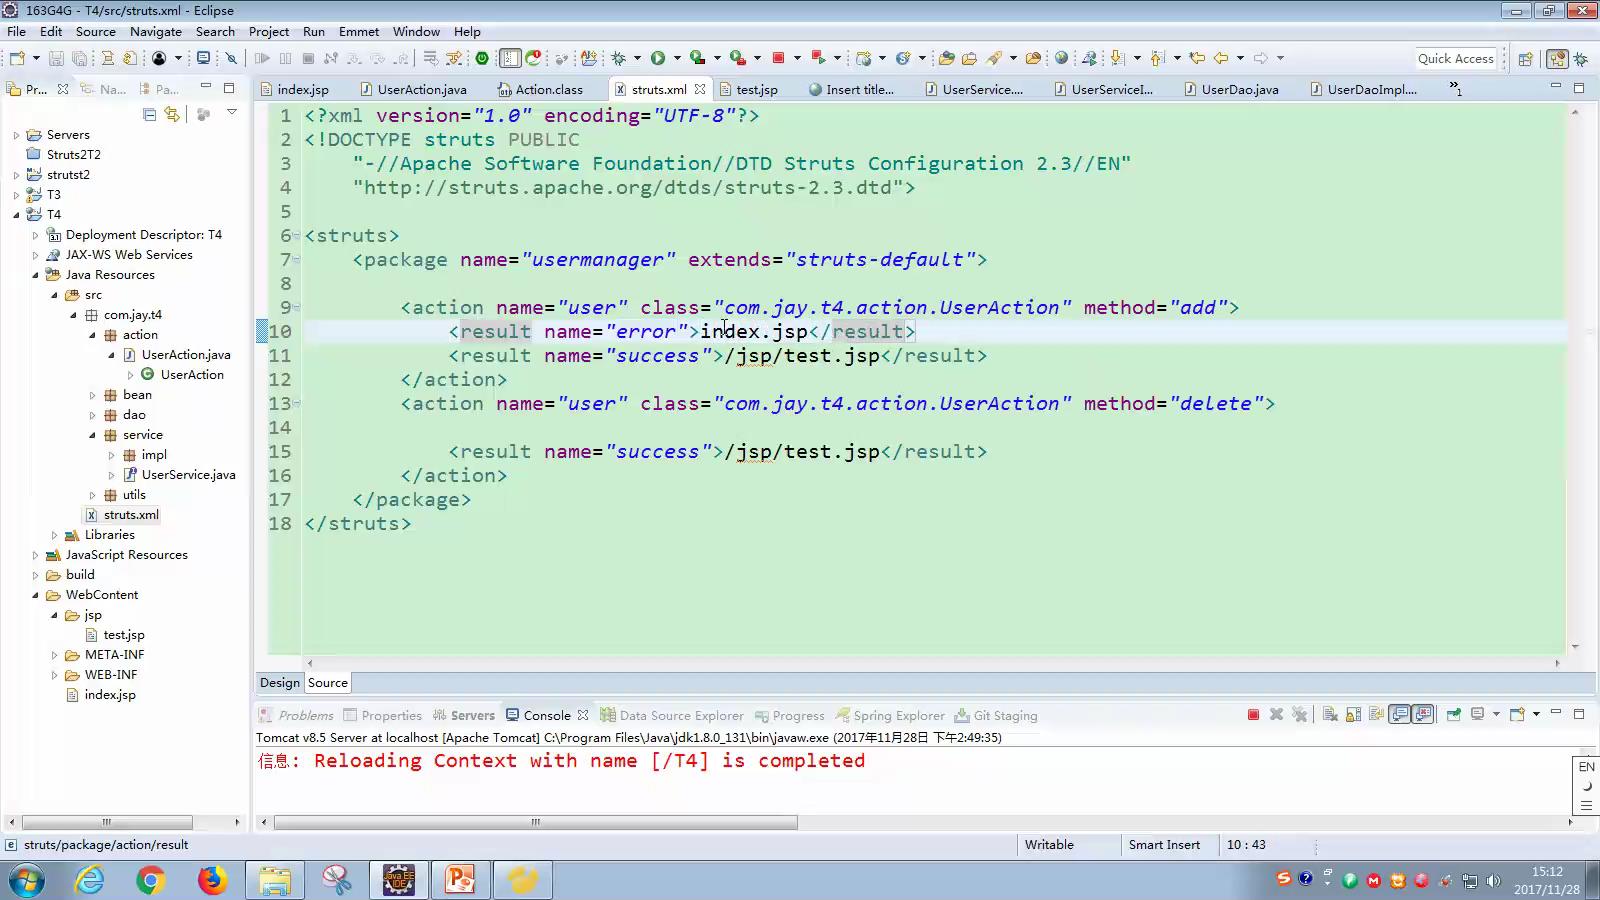 163G4G - T4/src/struts.xml - Eclipse
File Edit Source Navigate Search Project Run Emmet Window Help
Quick Access
Pr... Na... Pa...
index.jsp UserAction.java Action.class struts.xml test.jsp Insert title... UserService.... UserServiceI... UserDao.java UserDaoImpl.... »1
Servers
Struts2T2
strutst2
T3
T4
Deployment Descriptor: T4
JAX-WS Web Services
Java Resources
src
com.jay.t4
action
UserAction.java
UserAction
bean
dao
service
impl
UserService.java
utils
struts.xml
Libraries
JavaScript Resources
build
WebContent
jsp
test.jsp
META-INF
WEB-INF
index.jsp
1 <?xml version="1.0" encoding="UTF-8"?>
2 <!DOCTYPE struts PUBLIC
3 "-//Apache Software Foundation//DTD Struts Configuration 2.3//EN"
4 "http://struts.apache.org/dtds/struts-2.3.dtd">
5
6 <struts>
7 <package name="usermanager" extends="struts-default">
8
9 <action name="user" class="com.jay.t4.action.UserAction" method="add">
10 <result name="error">index.jsp</result>
11 <result name="success">/jsp/test.jsp</result>
12 </action>
13 <action name="user" class="com.jay.t4.action.UserAction" method="delete">
14
15 <result name="success">/jsp/test.jsp</result>
16 </action>
17 </package>
18 </struts>
Design Source
Problems Properties Servers Console Data Source Explorer Progress Spring Explorer Git Staging
Tomcat v8.5 Server at localhost [Apache Tomcat] C:\Program Files\Java\jdk1.8.0_131\bin\javaw.exe (2017年11月28日 下午2:49:35)
信息: Reloading Context with name [/T4] is completed
EN
struts/package/action/result Writable Smart Insert 10 : 43
Java EE
IDE
15:12
2017/11/28